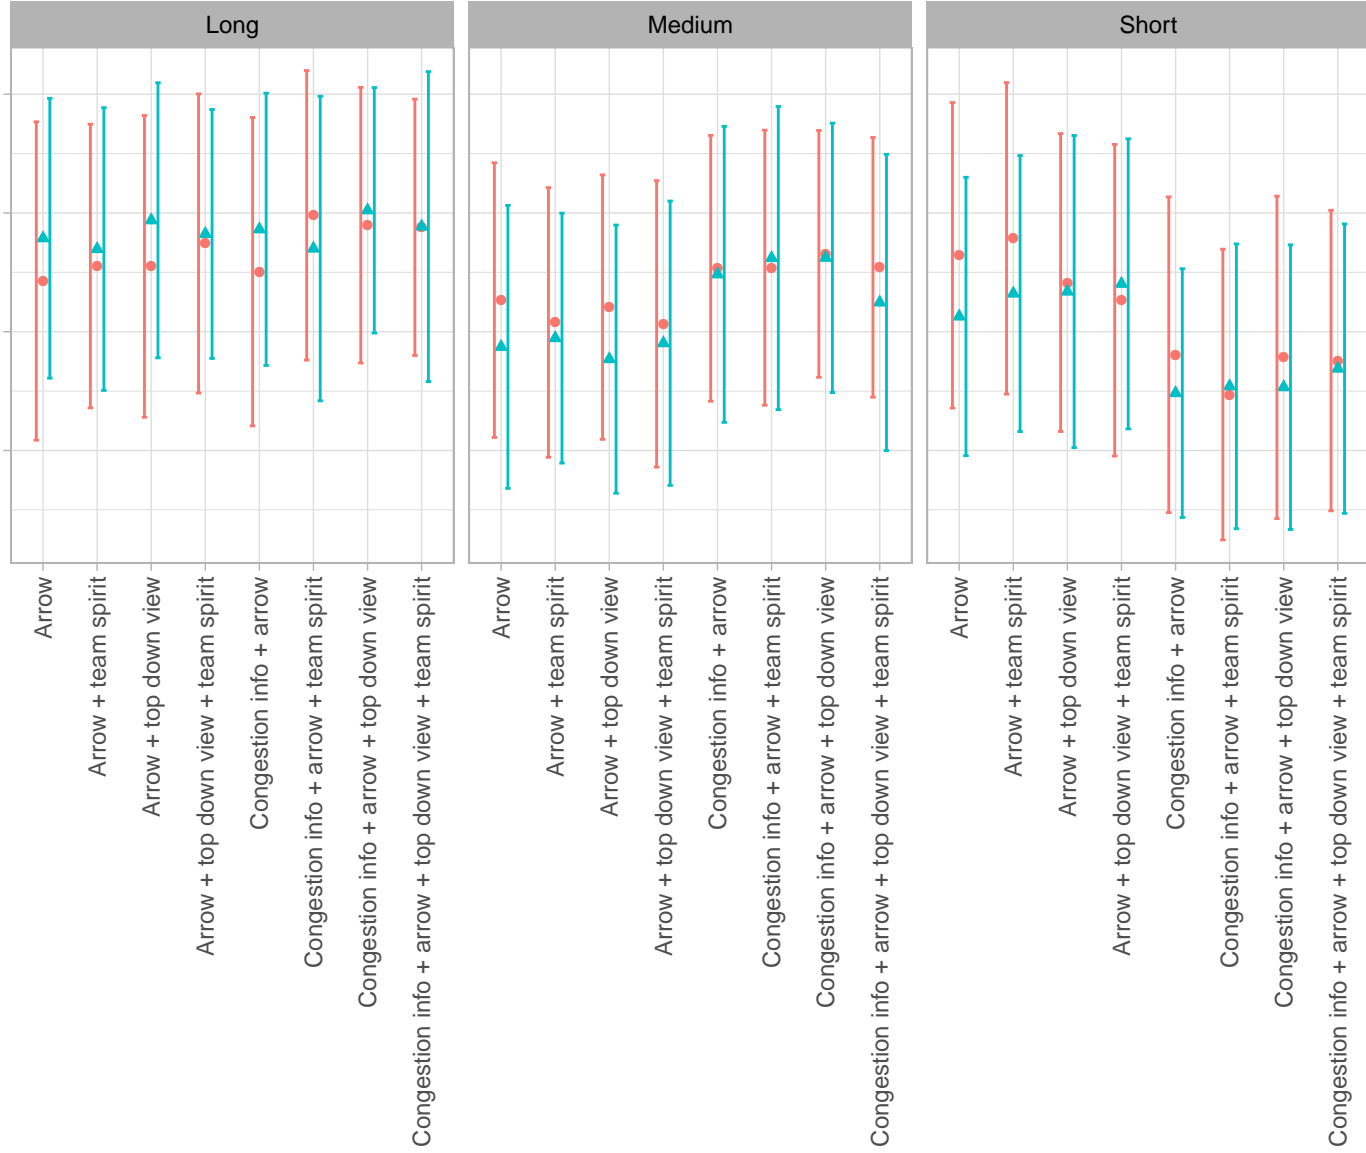 Long
Medium
Short
Arrow
Arrow + team spirit
Arrow + top down view
Arrow + top down view + team spirit
Congestion info + arrow
Congestion info + arrow + team spirit
Congestion info + arrow + top down view
Congestion info + arrow + top down view + team spirit
Arrow
Arrow + team spirit
Arrow + top down view
Arrow + top down view + team spirit
Congestion info + arrow
Congestion info + arrow + team spirit
Congestion info + arrow + top down view
Congestion info + arrow + top down view + team spirit
Arrow
Arrow + team spirit
Arrow + top down view
Arrow + top down view + team spirit
Congestion info + arrow
Congestion info + arrow + team spirit
Congestion info + arrow + top down view
Congestion info + arrow + top down view + team spirit